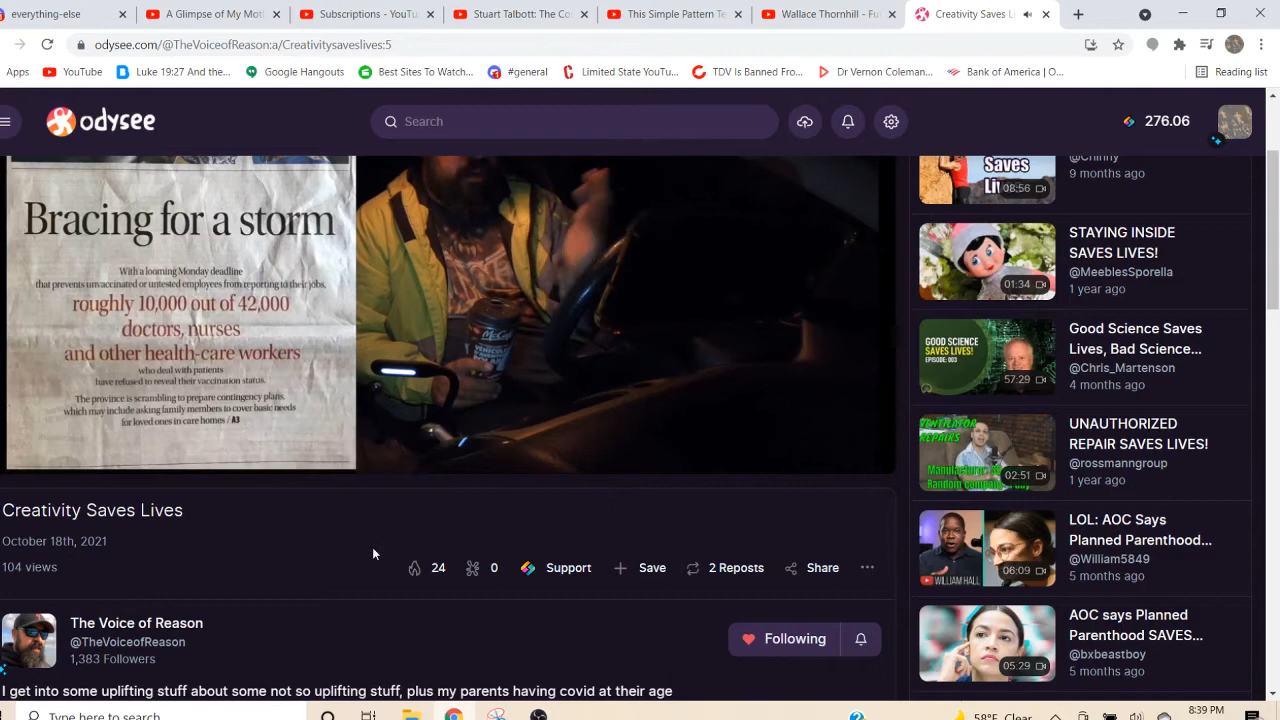 everything else
A Glimpse of My Mot
Subscriptions - YouTu
Stuart Talbott: The Co
This Simple Pattern Te
Wallace Thornhill - Fu
Creativity Saves Li
odysee.com/@TheVoiceofReason:a/Creativitysaveslives:5
Apps YouTube Luke 19:27 And the... Google Hangouts Best Sites To Watch... #general Limited State YouTu... TDV Is Banned Fro... Dr Vernon Coleman... Bank of America | O... Reading list
odysee
Search
276.06
Bracing for a storm
With a looming Monday deadline
that prevents unvaccinated or untested employees from reporting to their jobs,
roughly 10,000 out of 42,000
doctors, nurses
and other health-care workers
who deal with patients
have refused to reveal their vaccination status.
The province is scrambling to prepare contingency plans,
which may include asking family members to cover basic needs
for loved ones in care homes / A3
Creativity Saves Lives
October 18th, 2021
104 views
24
0
Support
Save
2 Reposts
Share
The Voice of Reason
@TheVoiceofReason
1,383 Followers
Following
I get into some uplifting stuff about some not so uplifting stuff, plus my parents having covid at their age
Saves
08:56
@Chinny
9 months ago
01:34
STAYING INSIDE
SAVES LIVES!
@MeeblesSporella
1 year ago
GOOD SCIENCE
SAVES LIVES!
EPISODE: 003
57:29
Good Science Saves
Lives, Bad Science...
@Chris_Martenson
4 months ago
VENTILATOR
REPAIRS
02:51
UNAUTHORIZED
REPAIR SAVES LIVES!
@rossmanngroup
1 year ago
WILLIAM HALL
06:09
LOL: AOC Says
Planned Parenthood...
@William5849
5 months ago
05:29
AOC says Planned
Parenthood SAVES...
@bxbeastboy
5 months ago
Type here to search
58°F Clear
8:39 PM